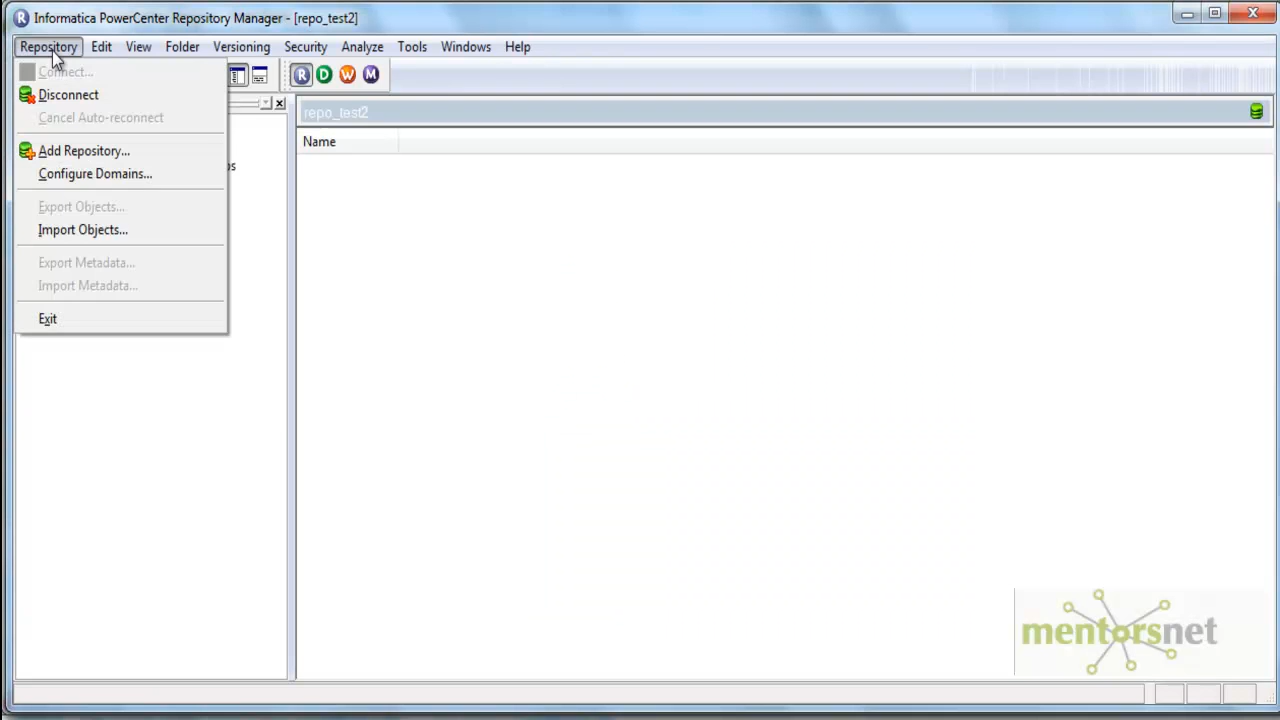 Informatica PowerCenter Repository Manager - [repo_test2]
Repository Edit View Folder Versioning Security Analyze Tools Windows Help
Connect...
R D W M
Disconnect
Cancel Auto-reconnect
repo_test2
Add Repository...
Name
Configure Domains...
Export Objects...
Import Objects...
Export Metadata...
Import Metadata...
Exit
mentorsnet